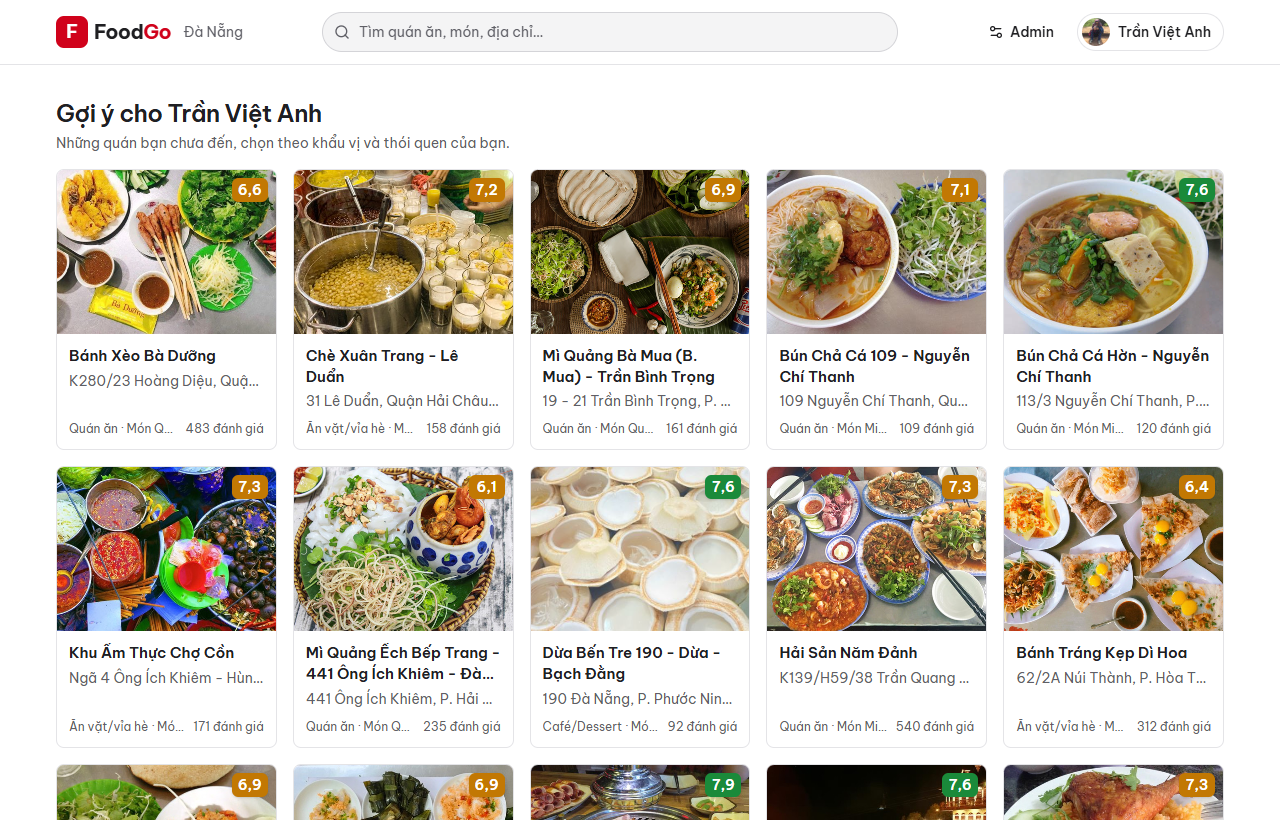 F FoodGo Đà Nẵng
Tìm quán ăn, món, địa chỉ...
Admin
Trần Việt Anh
Gợi ý cho Trần Việt Anh
Những quán bạn chưa đến, chọn theo khẩu vị và thói quen của bạn.
6,6
7,2
6,9
7,1
7,6
Bà Dưỡng
Bánh Xèo Bà Dưỡng
K280/23 Hoàng Diệu, Quậ...
Quán ăn · Món Q... 483 đánh giá
Chè Xuân Trang - Lê
Duẩn
31 Lê Duẩn, Quận Hải Châu...
Ăn vặt/vỉa hè · M... 158 đánh giá
Mì Quảng Bà Mua (B.
Mua) - Trần Bình Trọng
19 - 21 Trần Bình Trọng, P. ...
Quán ăn · Món Qu... 161 đánh giá
Bún Chả Cá 109 - Nguyễn
Chí Thanh
109 Nguyễn Chí Thanh, Qu...
Quán ăn · Món Mi... 109 đánh giá
Bún Chả Cá Hờn - Nguyễn
Chí Thanh
113/3 Nguyễn Chí Thanh, P....
Quán ăn · Món Mi... 120 đánh giá
7,3
6,1
7,6
7,3
6,4
Khu Ẩm Thực Chợ Cồn
Ngã 4 Ông Ích Khiêm - Hùn...
Ăn vặt/vỉa hè · Mó... 171 đánh giá
Mì Quảng Ếch Bếp Trang -
441 Ông Ích Khiêm - Đà...
441 Ông Ích Khiêm, P. Hải ...
Quán ăn · Món Q... 235 đánh giá
Dừa Bến Tre 190 - Dừa -
Bạch Đằng
190 Đà Nẵng, P. Phước Nin...
Café/Dessert · Mó... 92 đánh giá
Hải Sản Năm Đảnh
K139/H59/38 Trần Quang ...
Quán ăn · Món Mi... 540 đánh giá
Bánh Tráng Kẹp Dì Hoa
62/2A Núi Thành, P. Hòa T...
Ăn vặt/vỉa hè · M... 312 đánh giá
6,9
6,9
7,9
7,6
7,3